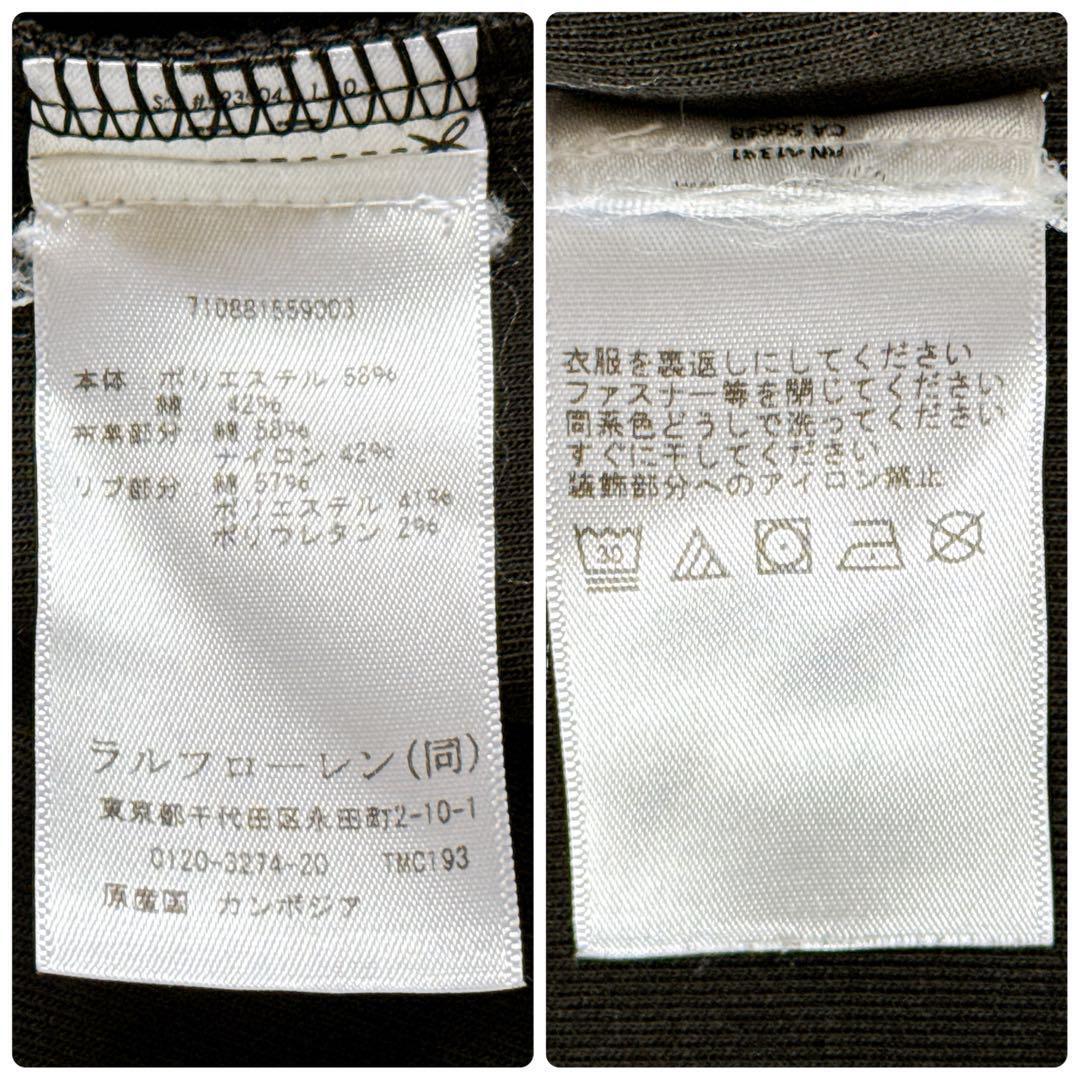 710881559003
本体 ポリエステル 58%
綿 42%
布帛部分 綿 58%
ナイロン 42%
リブ部分 綿 57%
ポリエステル 41%
ポリウレタン 2%
ラルフローレン(同)
東京都千代田区永田町2-10-1
0120-3274-20 TMC193
原産国 カンボジア
CA 56658
RN 41381
衣服を裏返しにしてください
ファスナー等を閉じてください
同系色どうしで洗ってください
すぐに干してください
装飾部分へのアイロン禁止
30